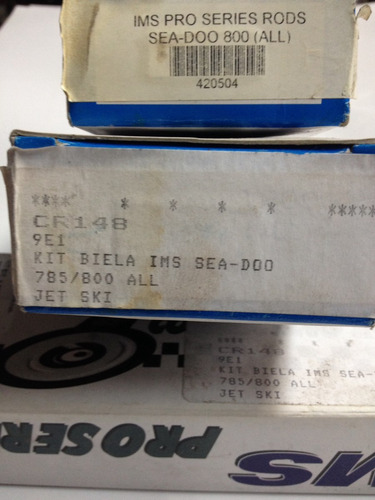 IMS PRO SERIES RODS
SEA-DOO 800 (ALL)
420504
**** * * * * *****
CR148
9E1
KIT BIELA IMS SEA-DOO
785/800 ALL
JET SKI
****
CR148
9E1
KIT BIELA IMS SEA-
785/800 ALL
JET SKI
PROSER